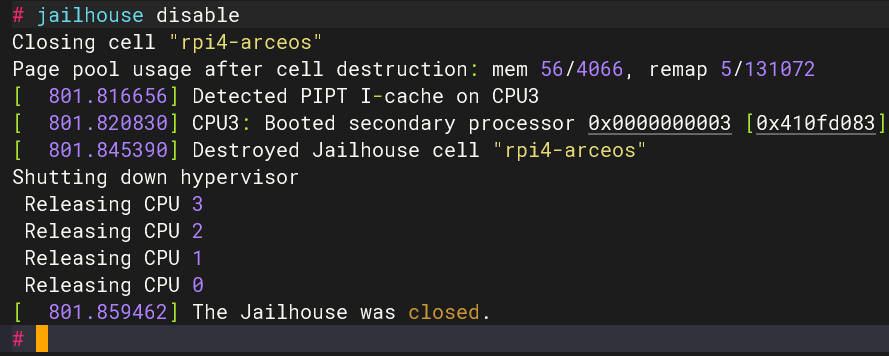 # jailhouse disable
Closing cell "rpi4-arceos"
Page pool usage after cell destruction: mem 56/4066, remap 5/131072
[  801.816656] Detected PIPT I-cache on CPU3
[  801.820830] CPU3: Booted secondary processor 0x0000000003 [0x410fd083]
[  801.845390] Destroyed Jailhouse cell "rpi4-arceos"
Shutting down hypervisor
 Releasing CPU 3
 Releasing CPU 2
 Releasing CPU 1
 Releasing CPU 0
[  801.859462] The Jailhouse was closed.
#